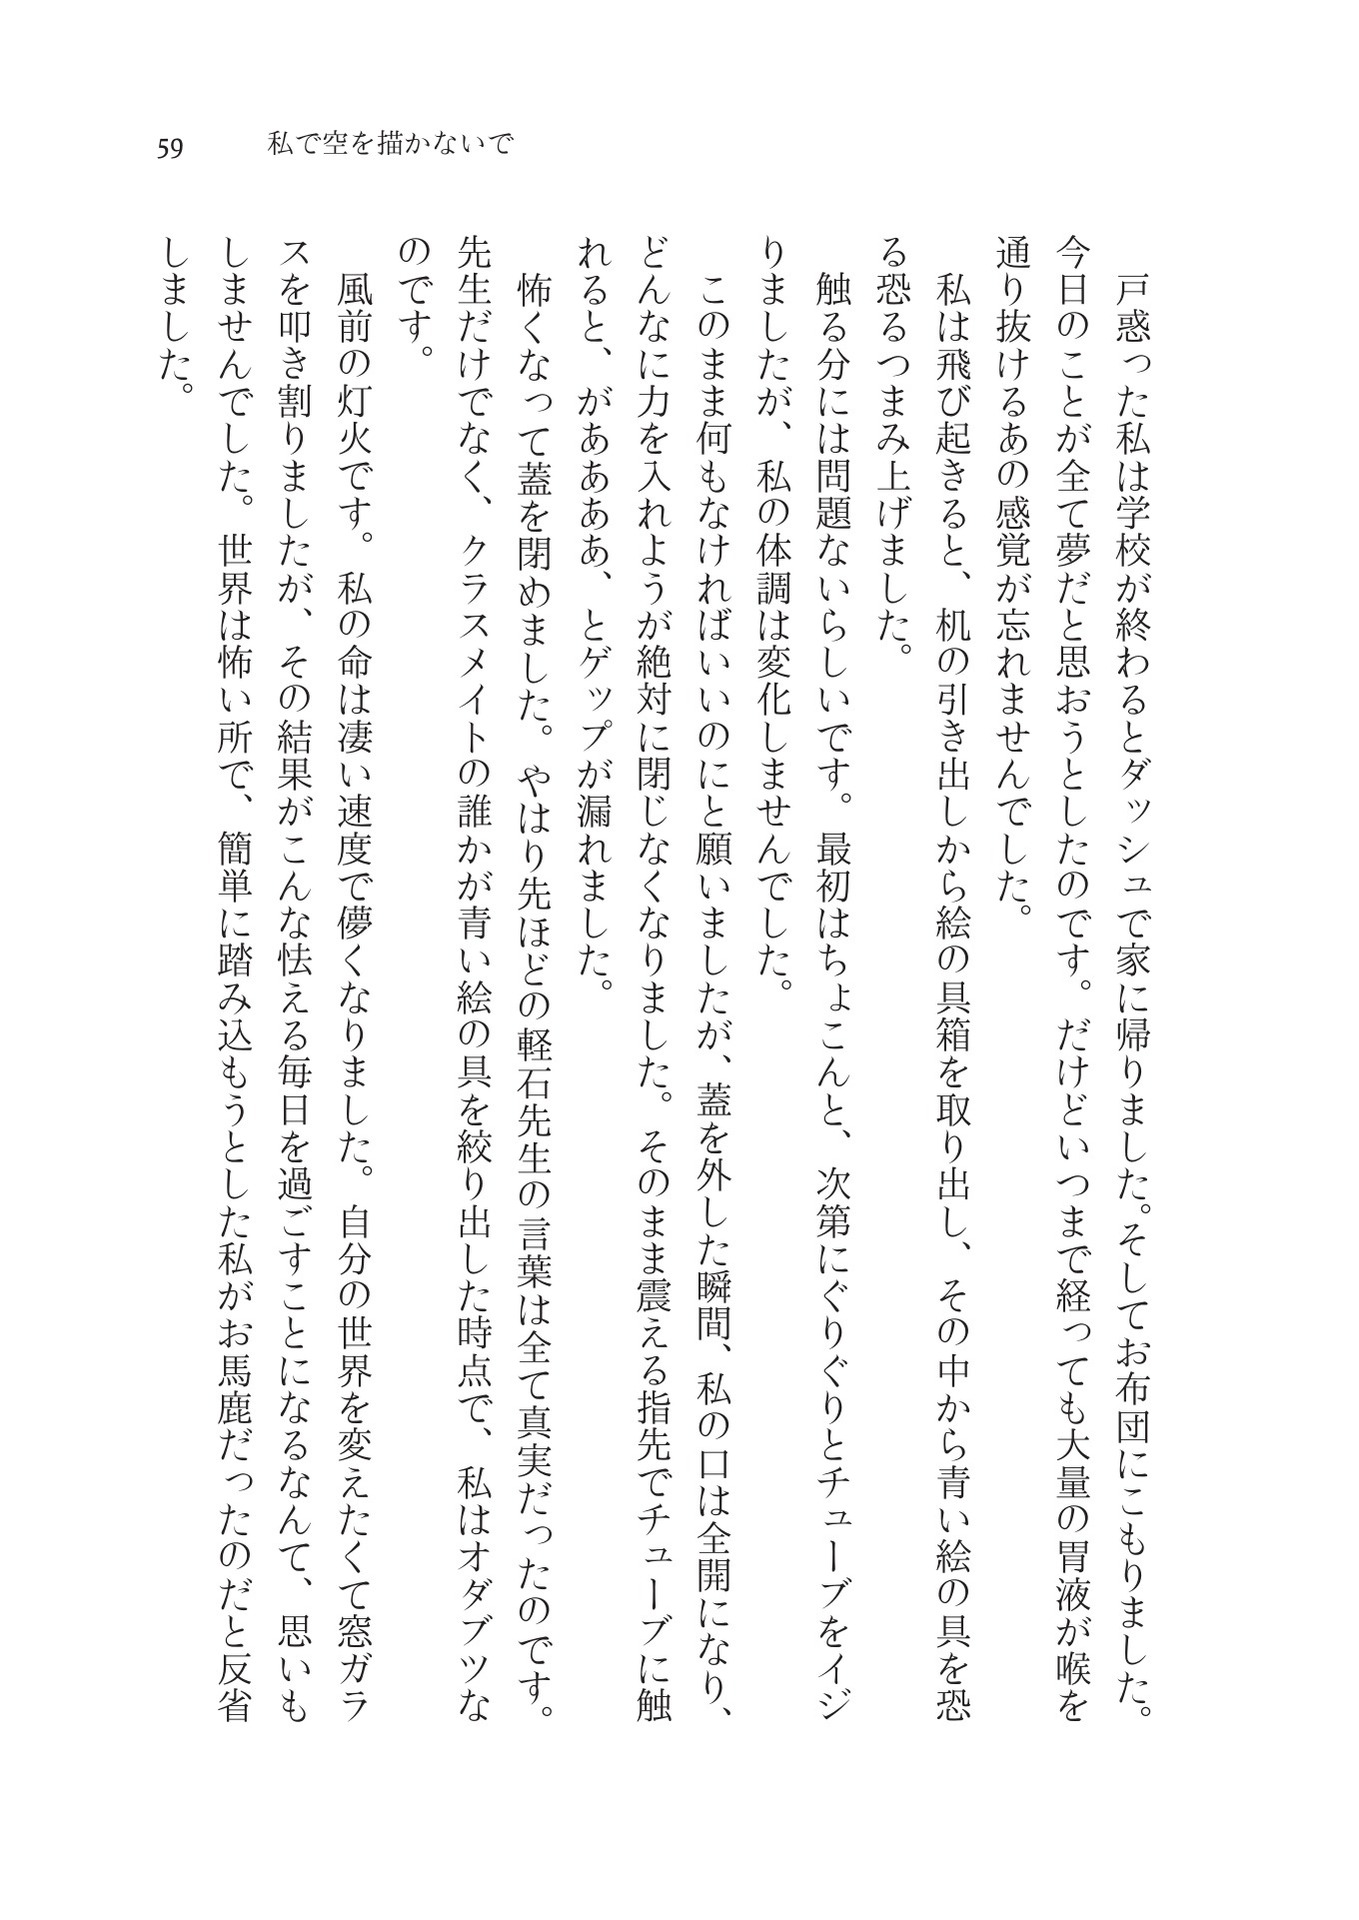 59
私で空を描かないで
戸惑った私は学校が終わるとダッシュで家に帰りました。そしてお布団にこもりました。
今日のことが全て夢だと思おうとしたのです。だけどいつまで経っても大量の胃液が喉を
通り抜けるあの感覚が忘れませんでした。
私は飛び起きると、机の引き出しから絵の具箱を取り出し、その中から青い絵の具を恐
る恐るつまみ上げました。
触る分には問題ないらしいです。最初はちょこんと、次第にぐりぐりとチューブをイジ
りましたが、私の体調は変化しませんでした。
このまま何もなければいいのにと願いましたが、蓋を外した瞬間、私の口は全開になり、
どんなに力を入れようが絶対に閉じなくなりました。そのまま震える指先でチューブに触
れると、がああああ、とゲップが漏れました。
怖くなって蓋を閉めました。やはり先ほどの軽石先生の言葉は全て真実だったのです。
先生だけでなく、クラスメイトの誰かが青い絵の具を絞り出した時点で、私はオダブツな
のです。
風前の灯火です。私の命は凄い速度で儚くなりました。自分の世界を変えたくて窓ガラ
スを叩き割りましたが、その結果がこんな怯える毎日を過ごすことになるなんて、思いも
しませんでした。世界は怖い所で、簡単に踏み込もうとした私がお馬鹿だったのだと反省
しました。